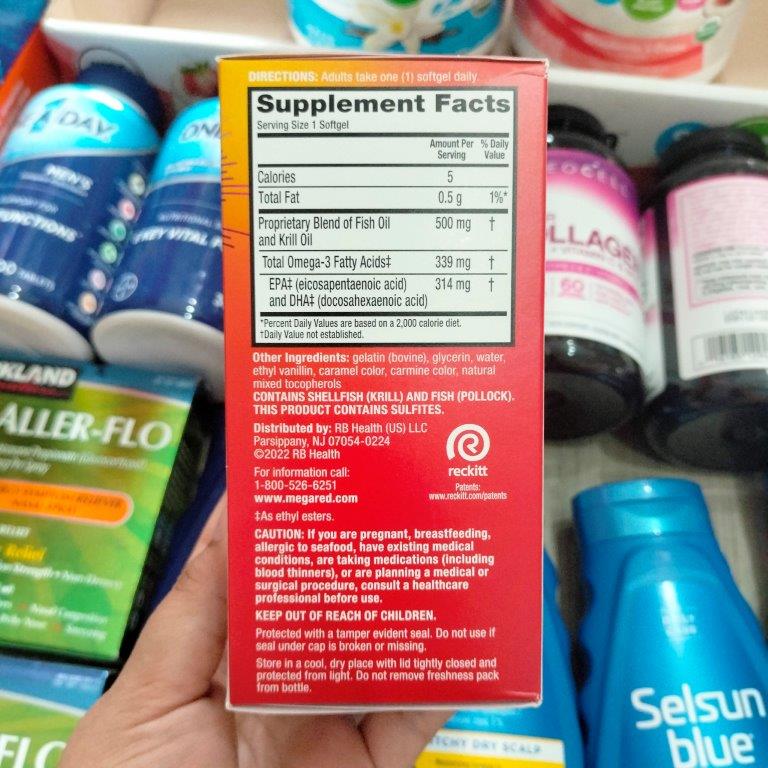 DIRECTIONS: Adults take one (1) softgel daily.
Supplement Facts
Serving Size 1 Softgel
Amount Per Serving % Daily Value
Calories 5
Total Fat 0.5 g 1%*
Proprietary Blend of Fish Oil and Krill Oil 500 mg †
Total Omega-3 Fatty Acids‡ 339 mg †
EPA‡ (eicosapentaenoic acid) and DHA‡ (docosahexaenoic acid) 314 mg †
*Percent Daily Values are based on a 2,000 calorie diet.
†Daily Value not established.
Other Ingredients: gelatin (bovine), glycerin, water,
ethyl vanillin, caramel color, carmine color, natural
mixed tocopherols
CONTAINS SHELLFISH (KRILL) AND FISH (POLLOCK).
THIS PRODUCT CONTAINS SULFITES.
Distributed by: RB Health (US) LLC
Parsippany, NJ 07054-0224
©2022 RB Health
For information call:
1-800-526-6251
www.megared.com
reckitt
Patents:
www.reckitt.com/patents
‡As ethyl esters.
CAUTION: If you are pregnant, breastfeeding,
allergic to seafood, have existing medical
conditions, are taking medications (including
blood thinners), or are planning a medical or
surgical procedure, consult a healthcare
professional before use.
KEEP OUT OF REACH OF CHILDREN.
Protected with a tamper evident seal. Do not use if
seal under cap is broken or missing.
Store in a cool, dry place with lid tightly closed and
protected from light. Do not remove freshness pack
from bottle.
DAY
MEN'S
ON
KLAND
ALLER-FLO
Relief
FLO
LLAGE
60
ITCHY DRY SCALP
Selsun
blue